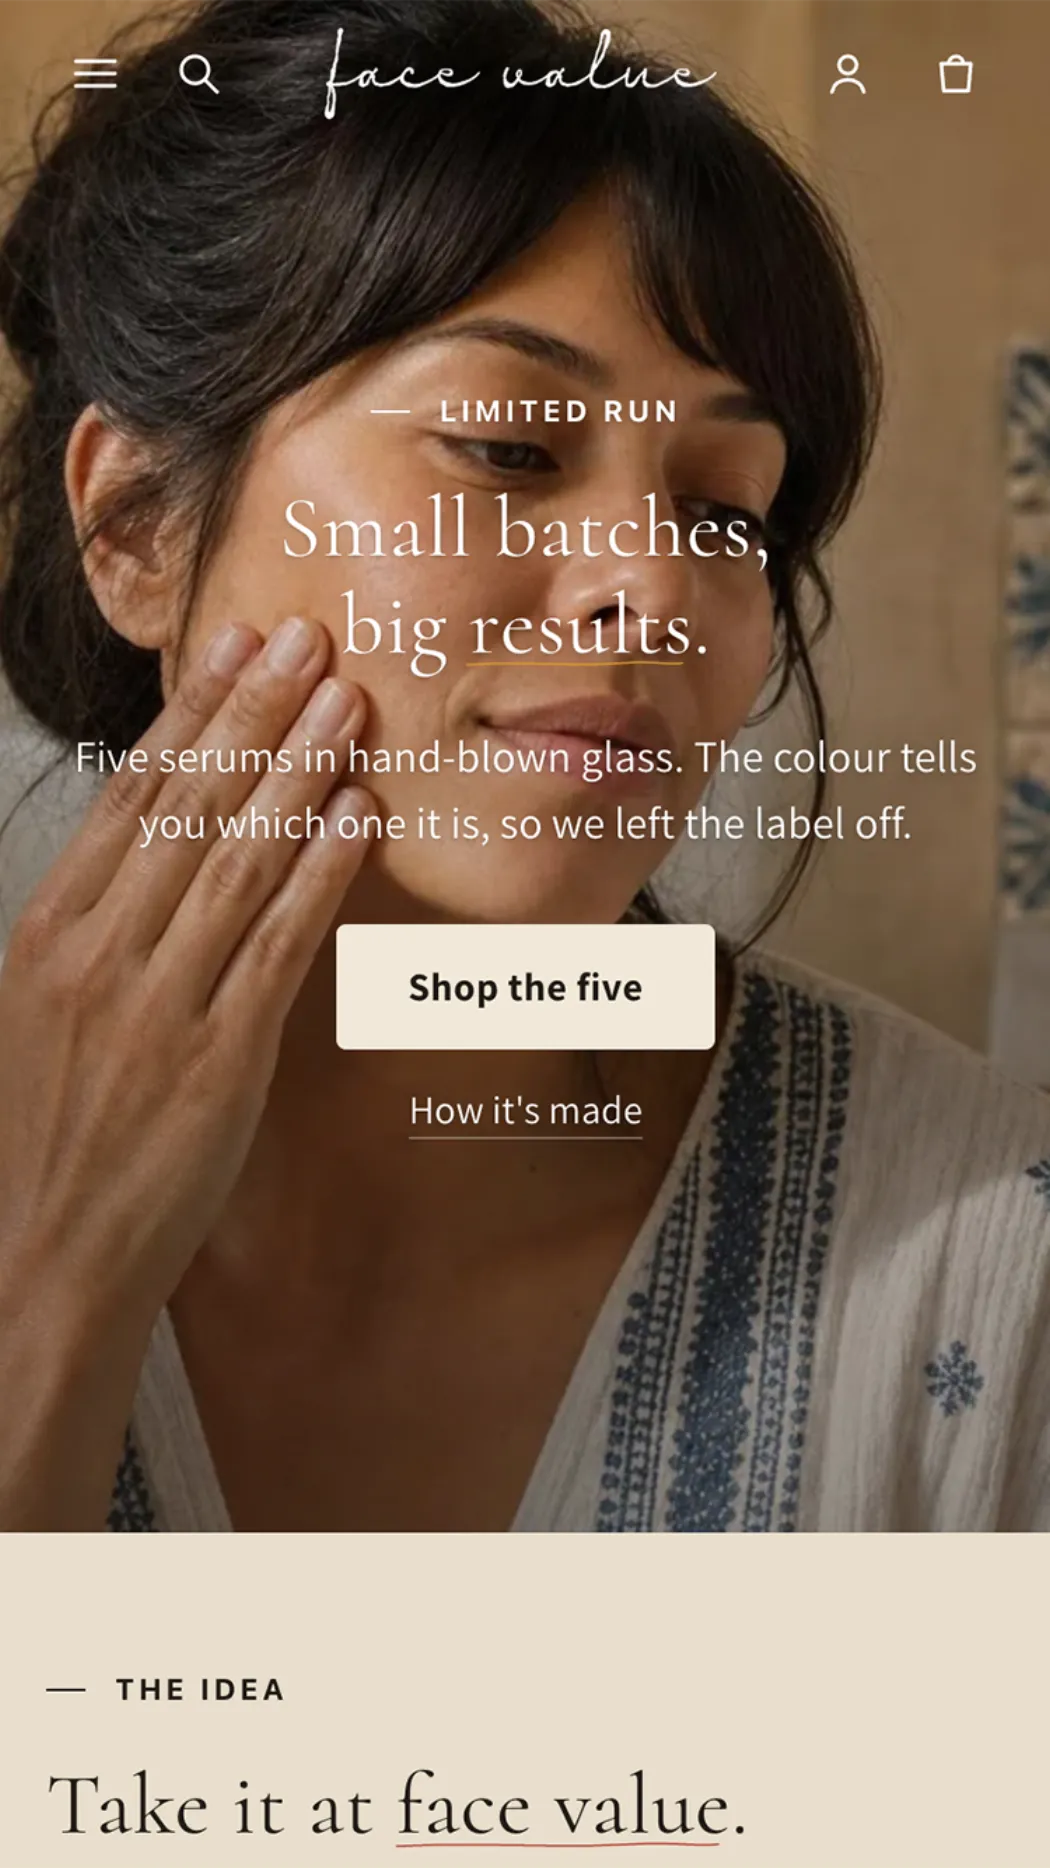 face value
LIMITED RUN
Small batches,
big results.
Five serums in hand-blown glass. The colour tells
you which one it is, so we left the label off.
Shop the five
How it's made
THE IDEA
Take it at face value.